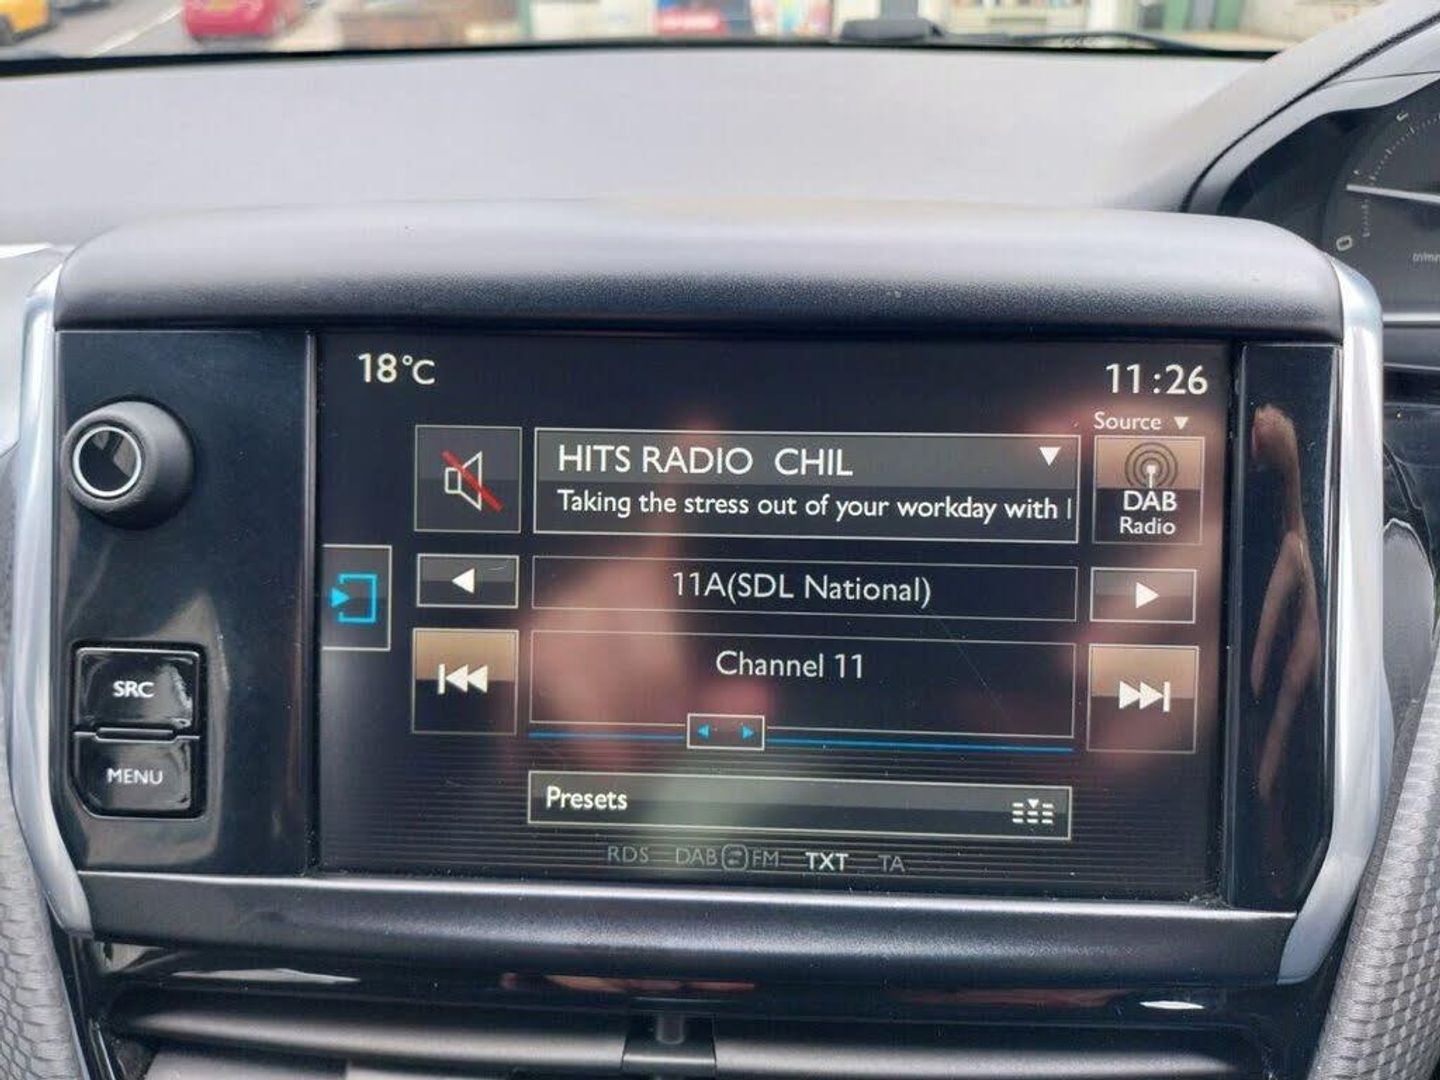 18°C
11:26
Source
HITS RADIO CHIL
Taking the stress out of your workday with
DAB
Radio
11A(SDL National)
SRC
Channel 11
MENU
Presets
RDS DAB FM TXT TA
0